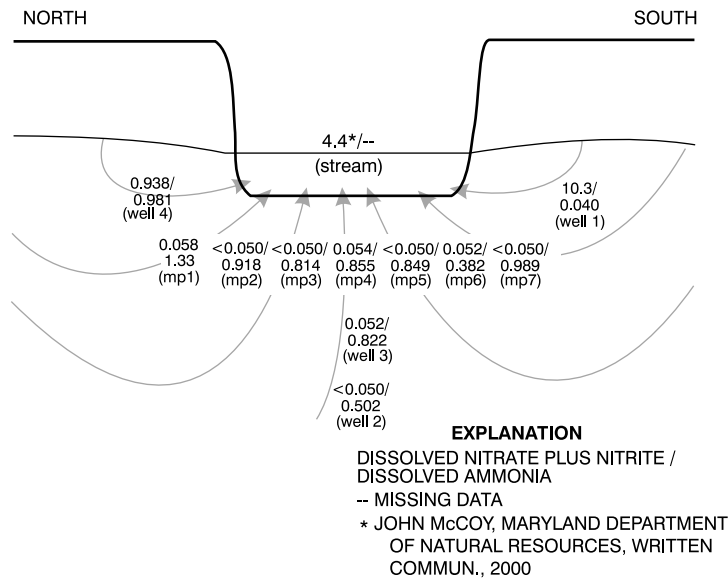 NORTH
SOUTH
4.4*/--
(stream)
0.938/
0.981
(well 4)
10.3/
0.040
(well 1)
0.058
1.33
(mp1)
<0.050/
0.918
(mp2)
<0.050/
0.814
(mp3)
0.054/
0.855
(mp4)
<0.050/
0.849
(mp5)
0.052/
0.382
(mp6)
<0.050/
0.989
(mp7)
0.052/
0.822
(well 3)
<0.050/
0.502
(well 2)
EXPLANATION
DISSOLVED NITRATE PLUS NITRITE /
DISSOLVED AMMONIA
-- MISSING DATA
* JOHN McCOY, MARYLAND DEPARTMENT
OF NATURAL RESOURCES, WRITTEN
COMMUN., 2000